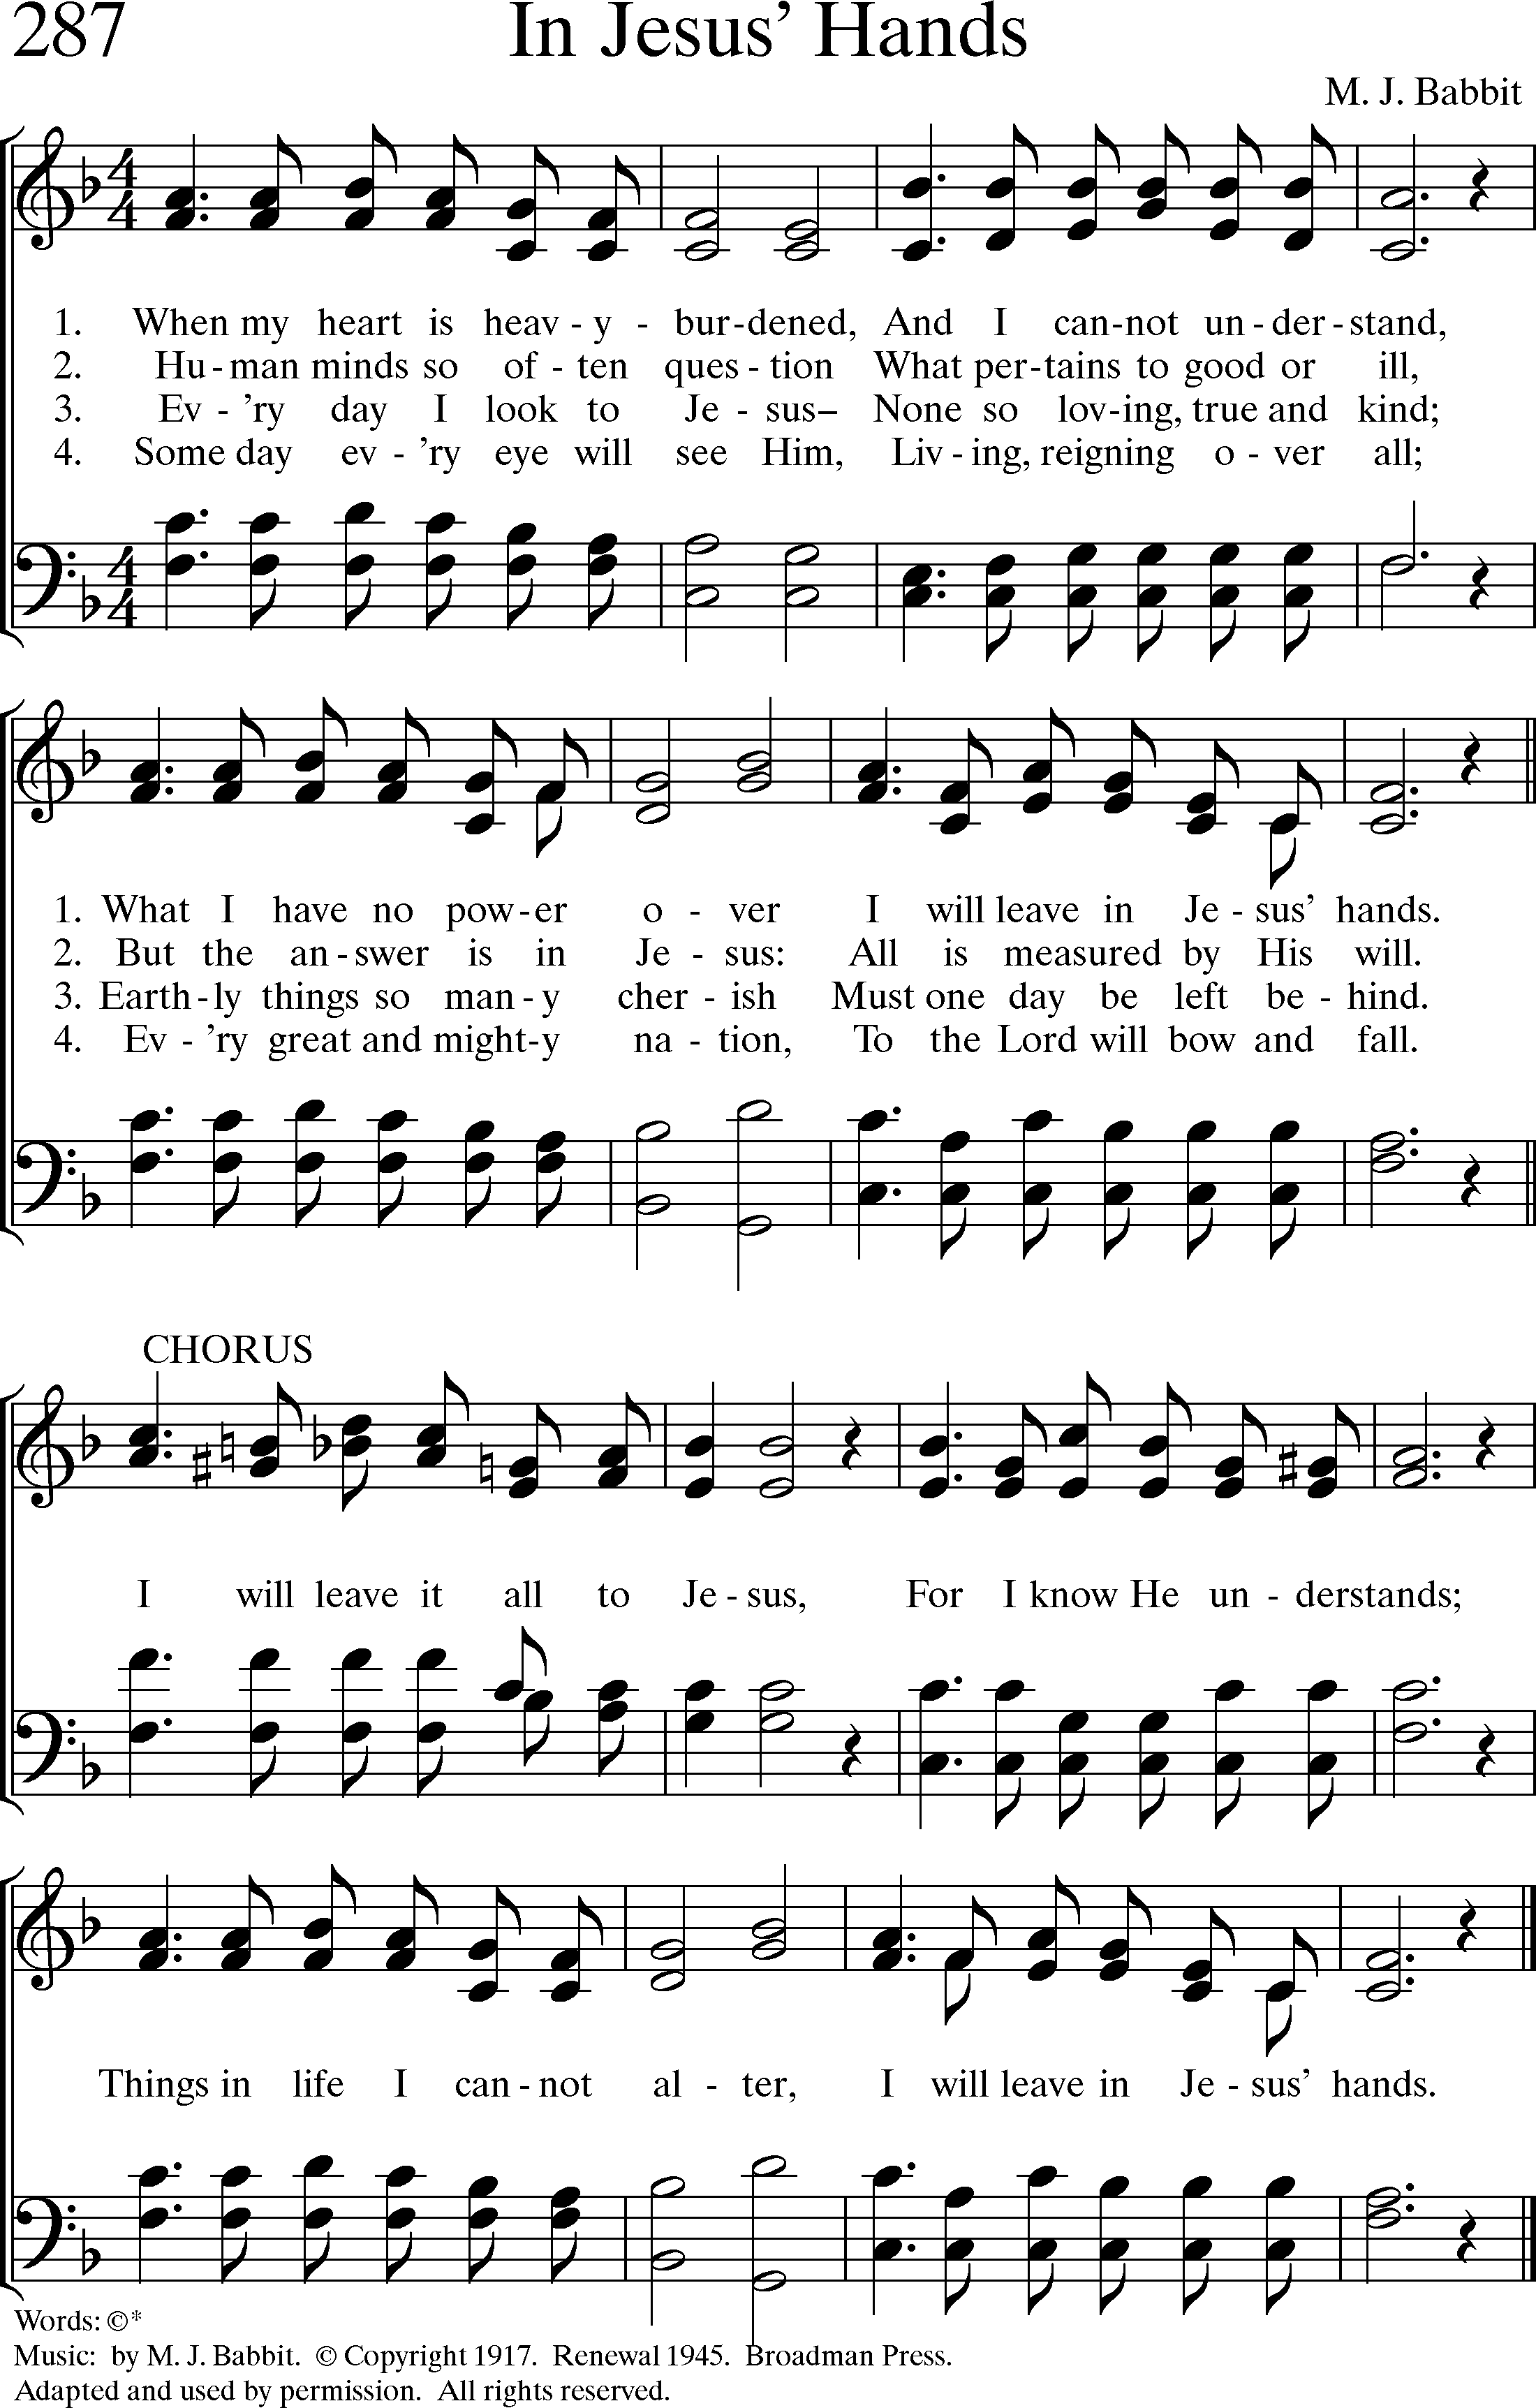 287 In Jesus’ Hands
M. J. Babbit
4 4
1. When my heart is heav - y - bur - dened, And I can - not un - der - stand,
2. Hu - man minds so of - ten ques - tion What per - tains to good or ill,
3. Ev - ’ry day I look to Je - sus– None so lov - ing, true and kind;
4. Some day ev - ’ry eye will see Him, Liv - ing, reigning o - ver all;
4 4
1. What I have no pow - er o - ver I will leave in Je - sus’ hands.
2. But the an - swer is in Je - sus: All is measured by His will.
3. Earth - ly things so man - y cher - ish Must one day be left be - hind.
4. Ev - ’ry great and might - y na - tion, To the Lord will bow and fall.
CHORUS
I will leave it all to Je - sus, For I know He un - derstands;
Things in life I can - not al - ter, I will leave in Je - sus’ hands.
Words: ©*
Music: by M. J. Babbit. © Copyright 1917. Renewal 1945. Broadman Press.
Adapted and used by permission. All rights reserved.